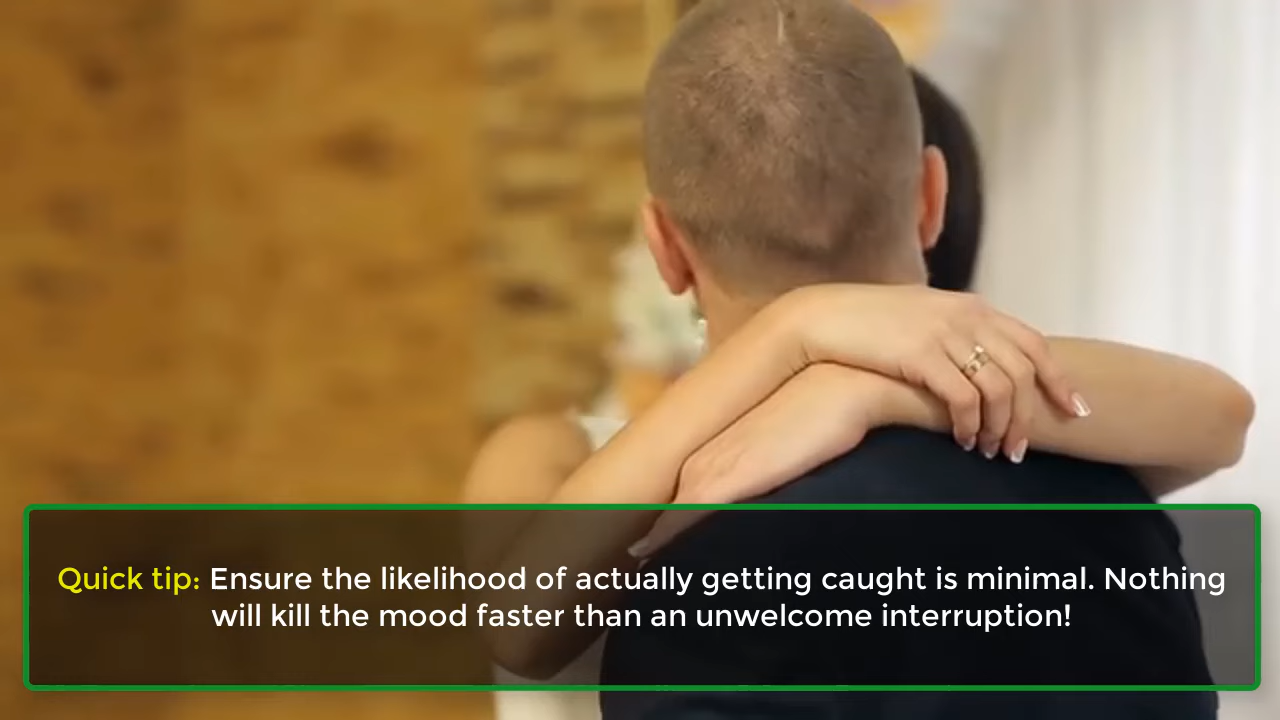 Quick tip: Ensure the likelihood of actually getting caught is minimal. Nothing
will kill the mood faster than an unwelcome interruption!